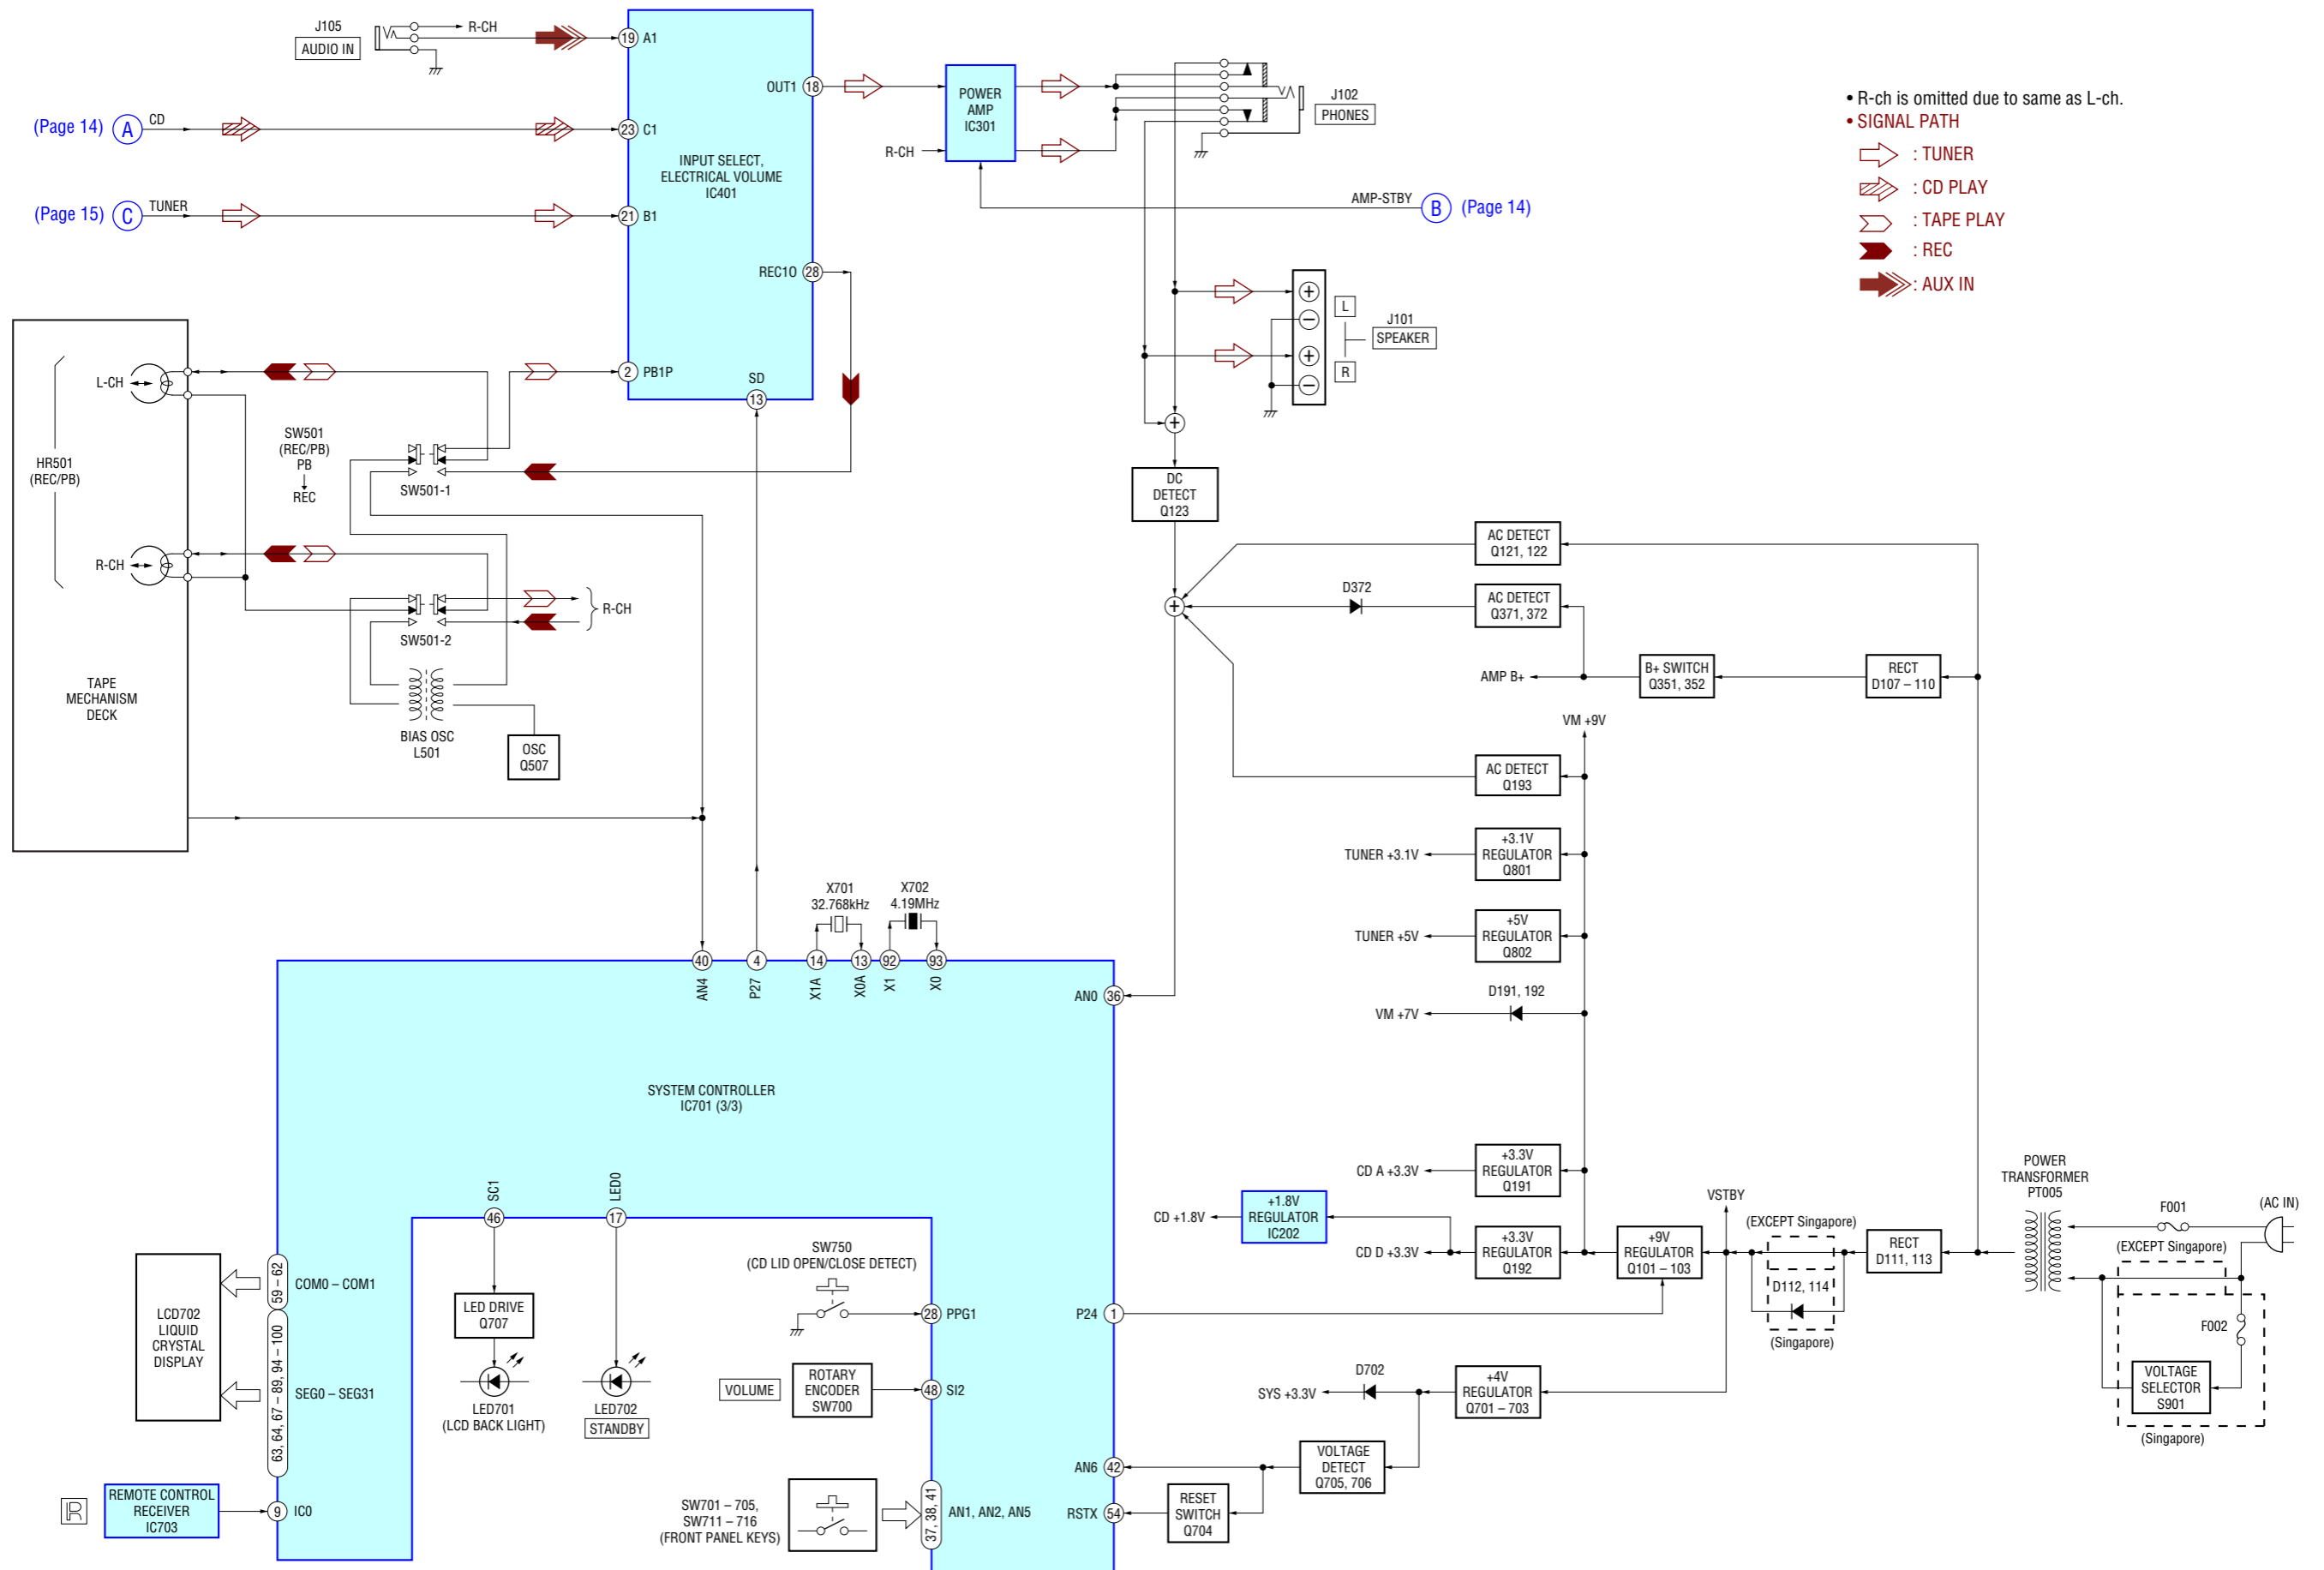 J105
AUDIO IN
R-CH
19 A1
(Page 14) A CD
23 C1
(Page 15) C TUNER
21 B1
INPUT SELECT,
ELECTRICAL VOLUME
IC401
OUT1 18
REC1O 28
2 PB1P
SD
13
POWER
AMP
IC301
R-CH
J102
PHONES
AMP-STBY B (Page 14)
• R-ch is omitted due to same as L-ch.
• SIGNAL PATH
: TUNER
: CD PLAY
: TAPE PLAY
: REC
: AUX IN
+
−
+
−
L
R
J101
SPEAKER
+
L-CH
HR501
(REC/PB)
R-CH
TAPE
MECHANISM
DECK
SW501
(REC/PB)
PB
REC
SW501-1
SW501-2
R-CH
BIAS OSC
L501
OSC
Q507
DC
DETECT
Q123
+
AC DETECT
Q121, 122
D372
AC DETECT
Q371, 372
AMP B+
B+ SWITCH
Q351, 352
RECT
D107 – 110
VM +9V
AC DETECT
Q193
TUNER +3.1V
+3.1V
REGULATOR
Q801
TUNER +5V
+5V
REGULATOR
Q802
VM +7V
D191, 192
CD A +3.3V
+3.3V
REGULATOR
Q191
CD +1.8V
+1.8V
REGULATOR
IC202
CD D +3.3V
+3.3V
REGULATOR
Q192
+9V
REGULATOR
Q101 – 103
VSTBY
(EXCEPT Singapore)
D112, 114
(Singapore)
RECT
D111, 113
POWER
TRANSFORMER
PT005
F001
(AC IN)
(EXCEPT Singapore)
F002
VOLTAGE
SELECTOR
S901
(Singapore)
X701
32.768kHz
X702
4.19MHz
40
AN4
4
P27
14
X1A
13
X0A
92
X1
93
X0
AN0 36
SYSTEM CONTROLLER
IC701 (3/3)
SC1
46
LED0
17
LED DRIVE
Q707
LED701
(LCD BACK LIGHT)
LED702
STANDBY
SW750
(CD LID OPEN/CLOSE DETECT)
28 PPG1
VOLUME
ROTARY
ENCODER
SW700
48 SI2
SW701 – 705,
SW711 – 716
(FRONT PANEL KEYS)
37, 38, 41
AN1, AN2, AN5
P24 1
AN6 42
RSTX 54
SYS +3.3V
D702
+4V
REGULATOR
Q701 – 703
VOLTAGE
DETECT
Q705, 706
RESET
SWITCH
Q704
LCD702
LIQUID
CRYSTAL
DISPLAY
59 – 62
COM0 – COM1
63, 64, 67 – 89, 94 – 100
SEG0 – SEG31
R
REMOTE CONTROL
RECEIVER
IC703
9 IC0